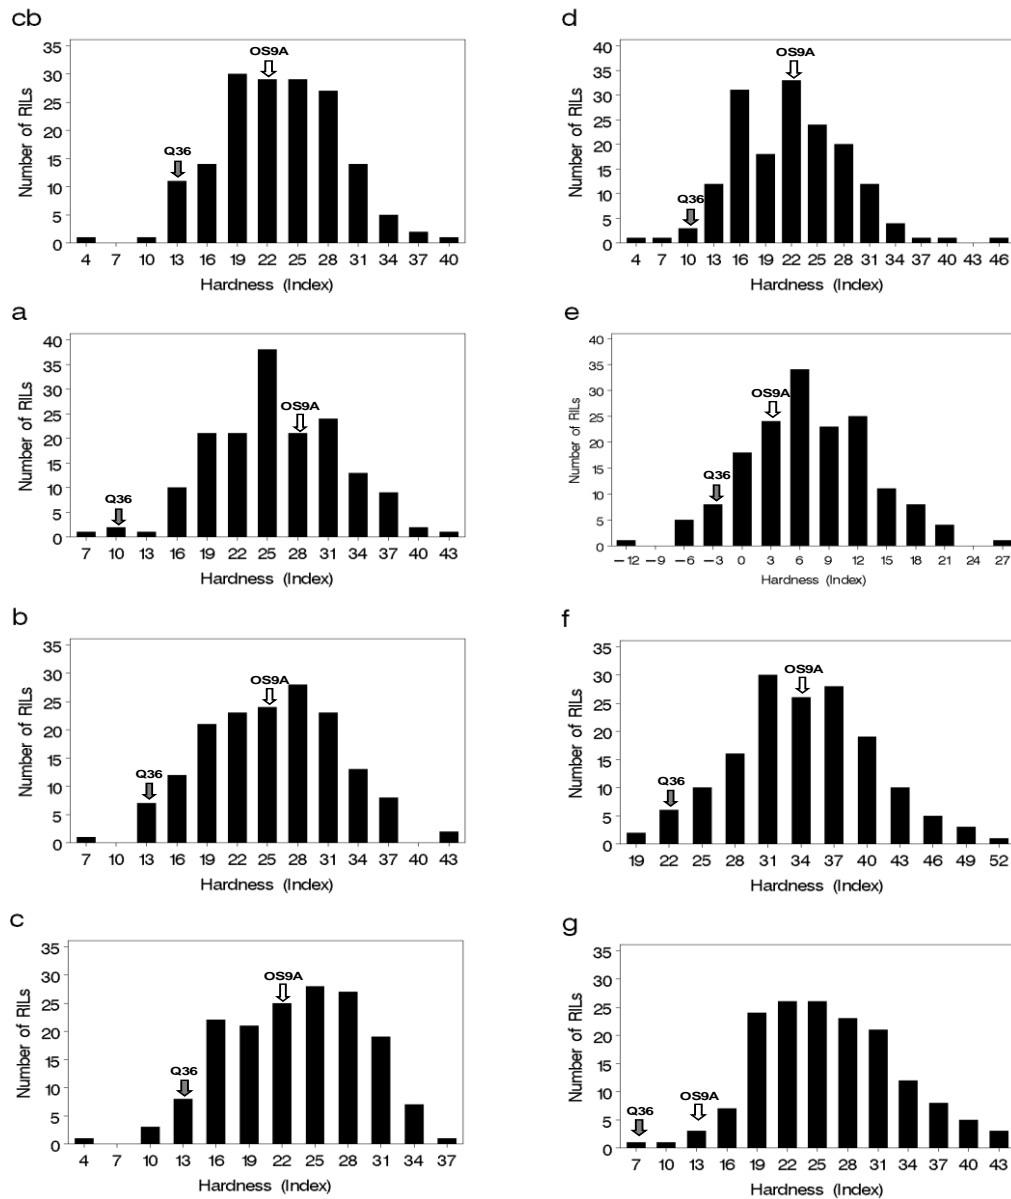 cb
35
30
25
20
15
10
5
0
Number of RILs
Q36
OS9A
4 7 10 13 16 19 22 25 28 31 34 37 40
Hardness (Index)
a
40
35
30
25
20
15
10
5
0
Number of RILs
Q36
OS9A
7 10 13 16 19 22 25 28 31 34 37 40 43
Hardness (Index)
b
35
30
25
20
15
10
5
0
Number of RILs
Q36
OS9A
7 10 13 16 19 22 25 28 31 34 37 40 43
Hardness (Index)
c
35
30
25
20
15
10
5
0
Number of RILs
Q36
OS9A
4 7 10 13 16 19 22 25 28 31 34 37
Hardness (Index)
d
40
35
30
25
20
15
10
5
0
Number of RILs
Q36
OS9A
4 7 10 13 16 19 22 25 28 31 34 37 40 43 46
Hardness (Index)
e
40
35
30
25
20
15
10
5
0
Number of RILs
Q36
OS9A
−12 −9 −6 −3 0 3 6 9 12 15 18 21 24 27
Hardness (Index)
f
35
30
25
20
15
10
5
0
Number of RILs
Q36
OS9A
19 22 25 28 31 34 37 40 43 46 49 52
Hardness (Index)
g
35
30
25
20
15
10
5
0
Number of RILs
Q36
OS9A
7 10 13 16 19 22 25 28 31 34 37 40 43
Hardness (Index)